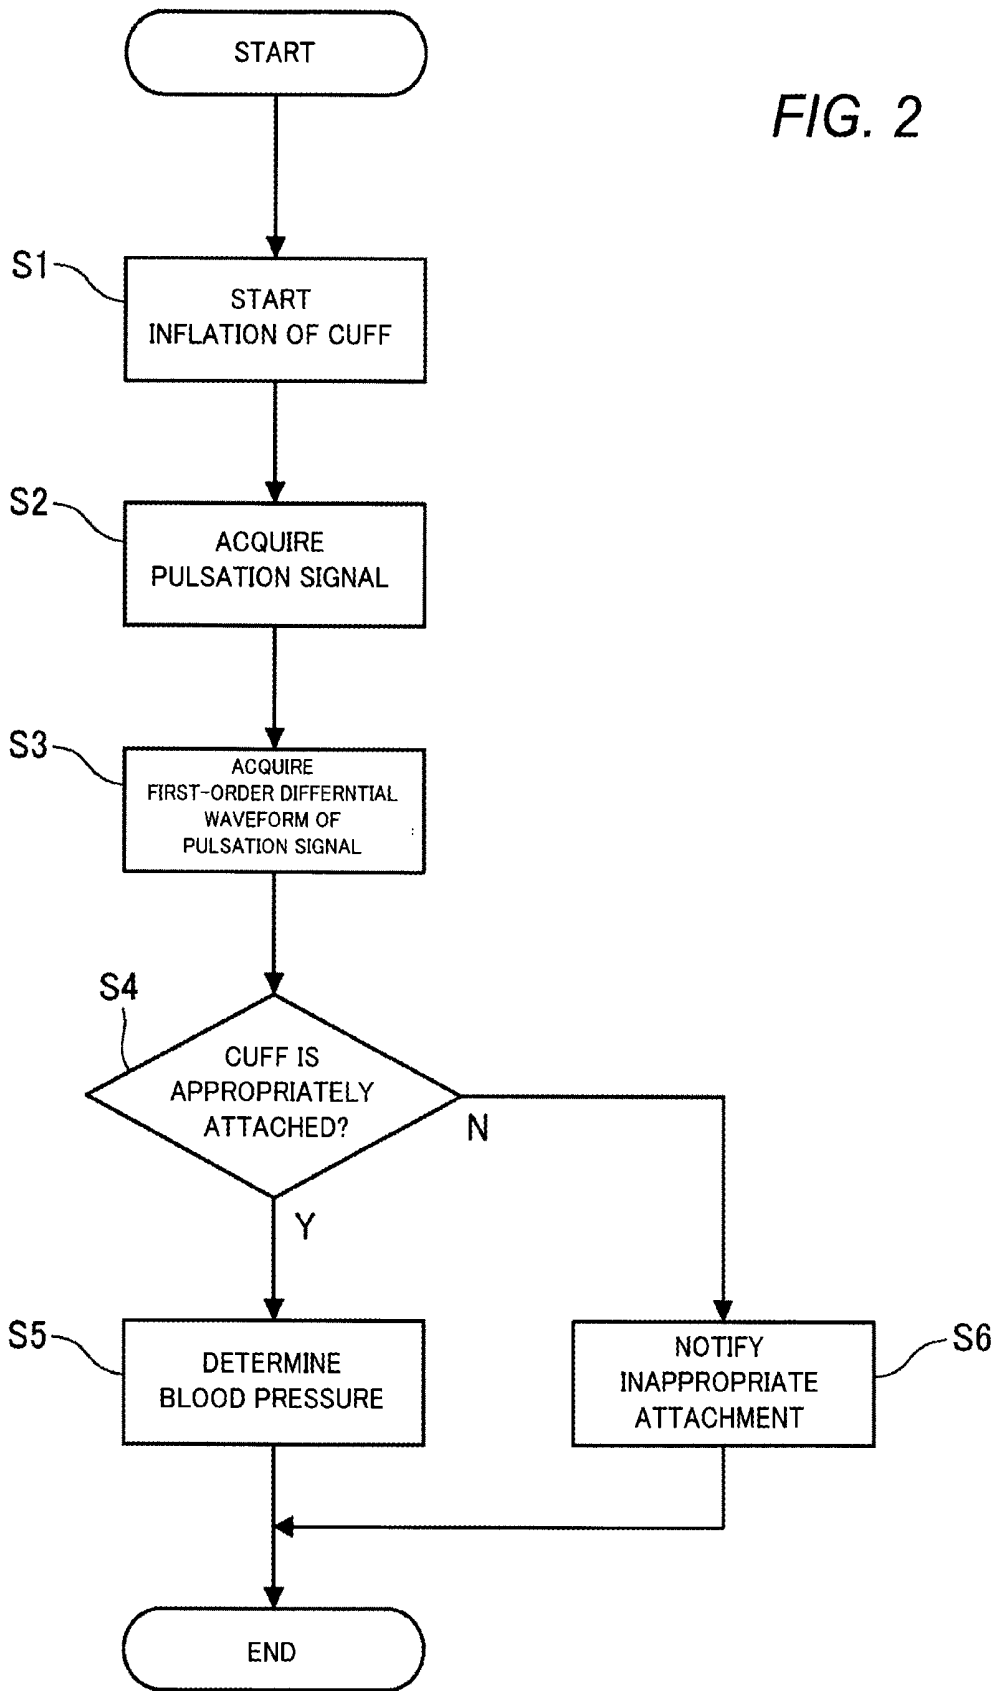 START
FIG. 2
S1
START
INFLATION OF CUFF
S2
ACQUIRE
PULSATION SIGNAL
S3
ACQUIRE
FIRST-ORDER DIFFERNTIAL
WAVEFORM OF
PULSATION SIGNAL
S4
CUFF IS
APPROPRIATELY
ATTACHED?
N
Y
S5
DETERMINE
BLOOD PRESSURE
NOTIFY
INAPPROPRIATE
ATTACHMENT
S6
END